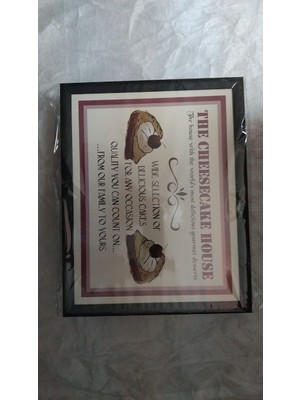 THE CHEESECAKE HOUSE
(The house with the world's most delicious gourmet desserts
WIDE SELECTION OF
DELICIOUS CAKES
FOR ANY OCCASION
QUALITY YOU CAN COUNT ON...
...FROM OUR FAMILY TO YOURS